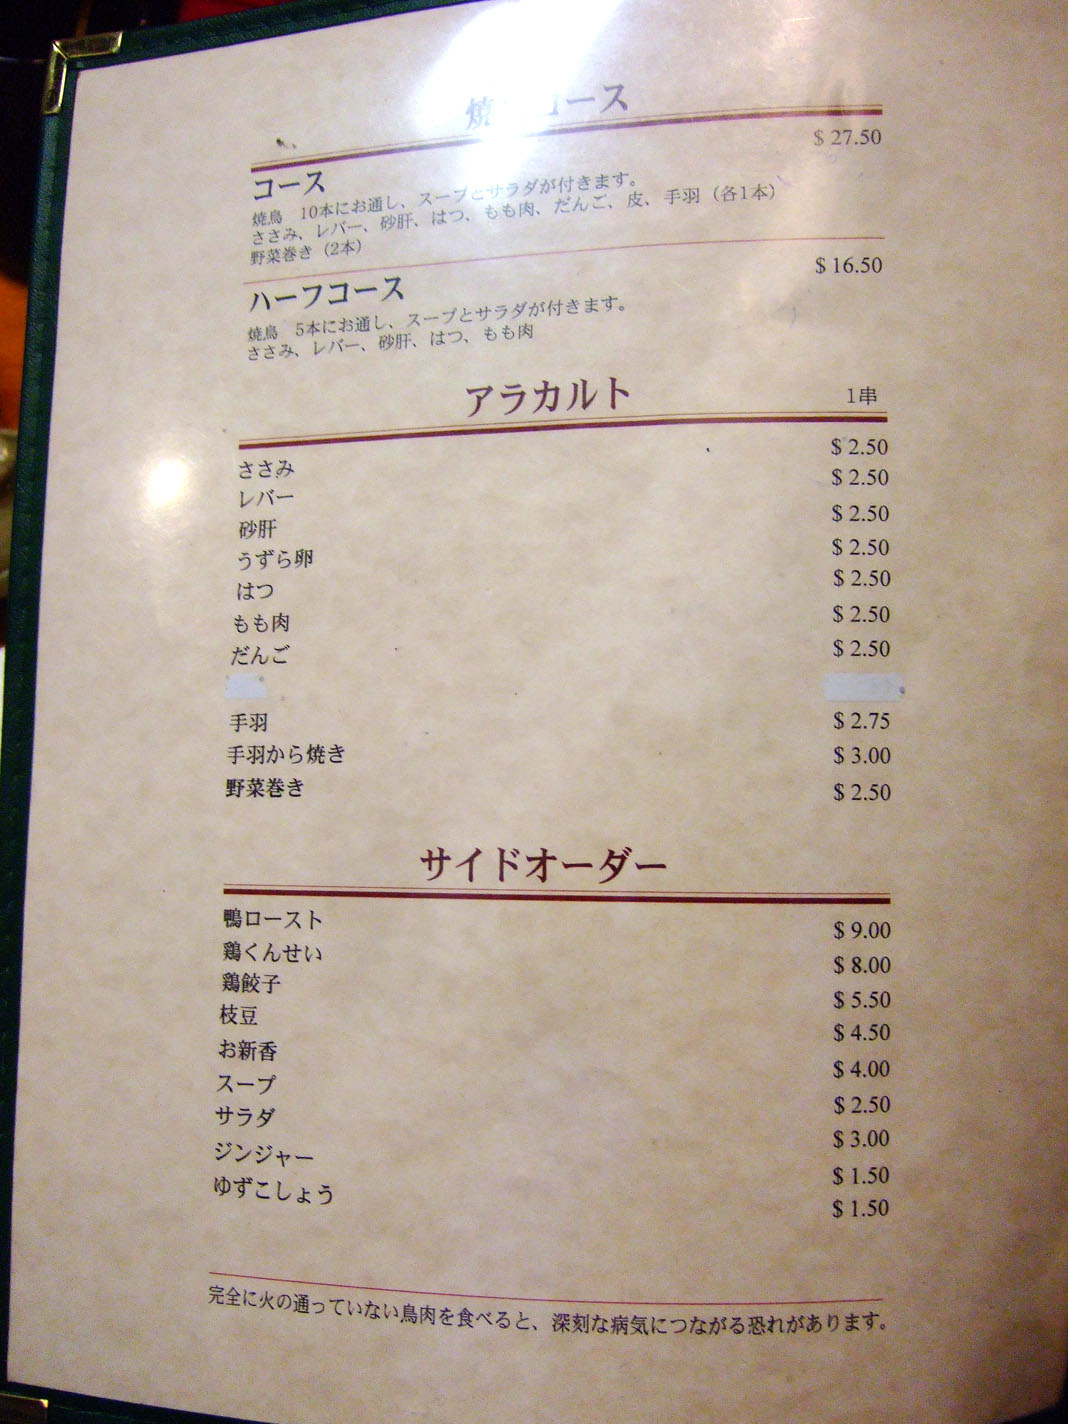 焼 コース
コース $ 27.50
焼鳥 10本にお通し、スープとサラダが付きます。
ささみ、レバー、砂肝、はつ、もも肉、だんご、皮、手羽（各1本）
野菜巻き（2本）
ハーフコース $ 16.50
焼鳥 5本にお通し、スープとサラダが付きます。
ささみ、レバー、砂肝、はつ、もも肉
アラカルト 1串
ささみ $ 2.50
レバー $ 2.50
砂肝 $ 2.50
うずら卵 $ 2.50
はつ $ 2.50
もも肉 $ 2.50
だんご $ 2.50
手羽 $ 2.75
手羽から焼き $ 3.00
野菜巻き $ 2.50
サイドオーダー
鴨ロースト $ 9.00
鶏くんせい $ 8.00
鶏餃子 $ 5.50
枝豆 $ 4.50
お新香 $ 4.00
スープ $ 2.50
サラダ $ 3.00
ジンジャー $ 1.50
ゆずこしょう $ 1.50
完全に火の通っていない鳥肉を食べると、深刻な病気につながる恐れがあります。